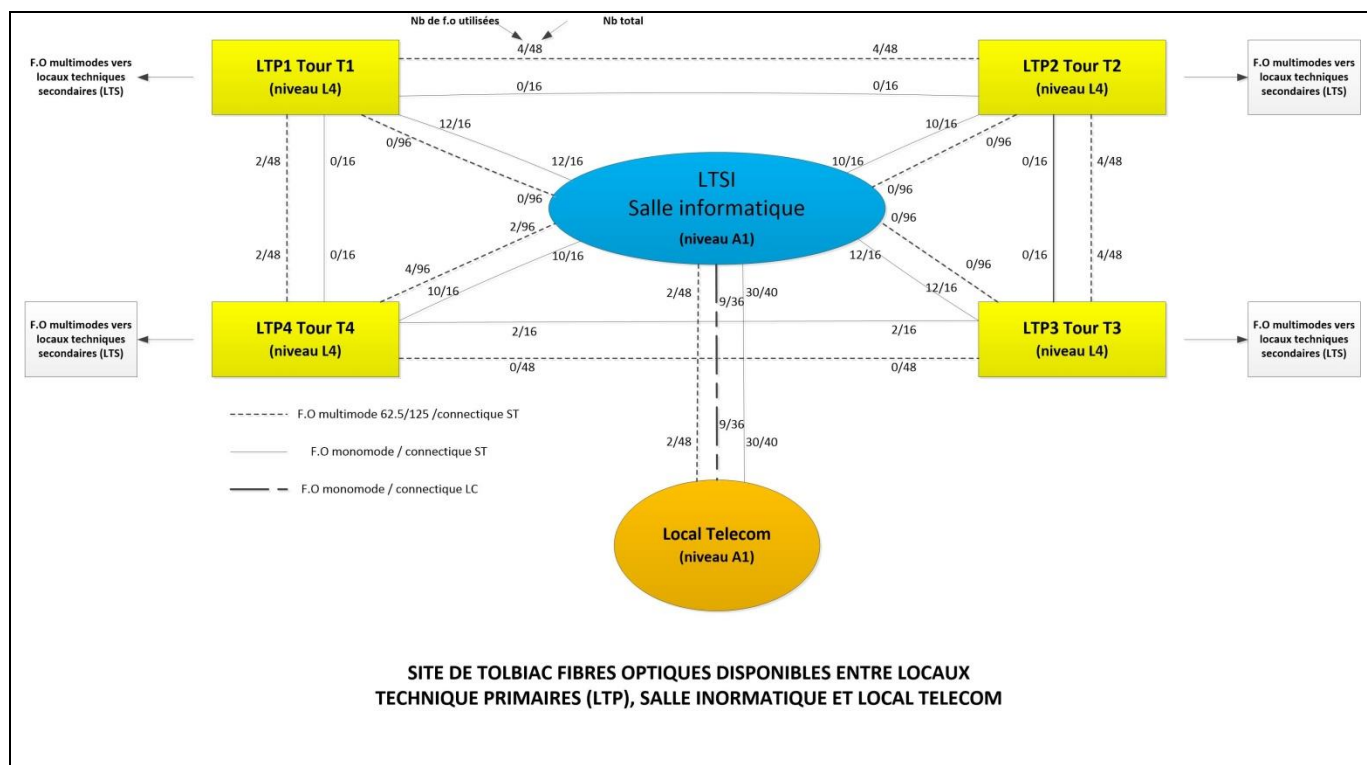 Nb de f.o utilisées
Nb total
4/48
4/48
F.O multimodes vers
locaux techniques
secondaires (LTS)
LTP1 Tour T1
(niveau L4)
LTP2 Tour T2
(niveau L4)
F.O multimodes vers
locaux techniques
secondaires (LTS)
0/16
0/16
12/16
10/16
0/96
0/96
2/48
0/16
12/16
10/16
0/16
4/48
LTSI
Salle informatique
(niveau A1)
0/96
0/96
2/96
0/96
2/48
0/16
10/16
12/16
0/16
4/48
4/96
0/96
10/16
12/16
2/48
9/36
30/40
F.O multimodes vers
locaux techniques
secondaires (LTS)
LTP4 Tour T4
(niveau L4)
LTP3 Tour T3
(niveau L4)
F.O multimodes vers
locaux techniques
secondaires (LTS)
2/16
2/16
0/48
0/48
F.O multimode 62.5/125 /connectique ST
F.O monomode / connectique ST
F.O monomode / connectique LC
2/48
9/36
30/40
Local Telecom
(niveau A1)
SITE DE TOLBIAC FIBRES OPTIQUES DISPONIBLES ENTRE LOCAUX
TECHNIQUE PRIMAIRES (LTP), SALLE INORMATIQUE ET LOCAL TELECOM